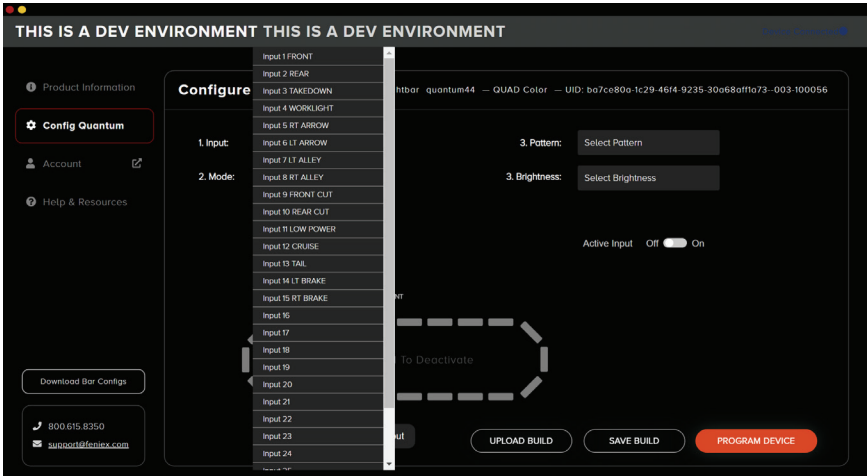 THIS IS A DEV ENVIRONMENT THIS IS A DEV ENVIRONMENT
Product Information
Config Quantum
Account
Help & Resources
Download Bar Configs
800.615.8350
support@feniex.com
Configure
htbar quantum44 — QUAD Color — UID: ba7ce80a-1c29-46f4-9235-30a68aff1a73--003-100056
1. Input:
2. Mode:
Input 1 FRONT
Input 2 REAR
Input 3 TAKEDOWN
Input 4 WORKLIGHT
Input 5 RT ARROW
Input 6 LT ARROW
Input 7 LT ALLEY
Input 8 RT ALLEY
Input 9 FRONT CUT
Input 10 REAR CUT
Input 11 LOW POWER
Input 12 CRUISE
Input 13 TAIL
Input 14 LT BRAKE
Input 15 RT BRAKE
Input 16
Input 17
Input 18
Input 19
Input 20
Input 21
Input 22
Input 23
Input 24
Input 25
3. Pattern: Select Pattern
3. Brightness: Select Brightness
Active Input Off On
NT
To Deactivate
out
UPLOAD BUILD
SAVE BUILD
PROGRAM DEVICE